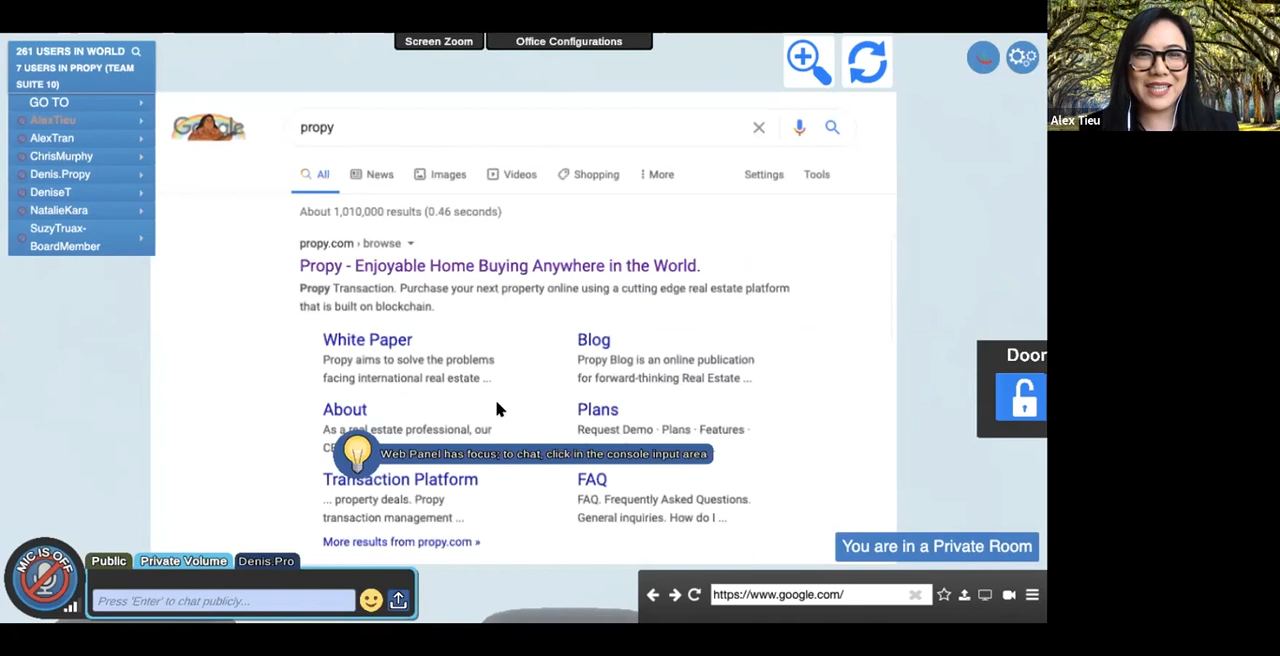 261 USERS IN WORLD
7 USERS IN PROPY (TEAM
SUITE 10)
GO TO
AlexTieu
AlexTran
ChrisMurphy
Denis.Propy
DeniseT
NatalieKara
SuzyTruax-
BoardMember
Screen Zoom
Office Configurations
Alex Tieu
Google
propy
All News Images Videos Shopping More Settings Tools
About 1,010,000 results (0.46 seconds)
propy.com › browse
Propy - Enjoyable Home Buying Anywhere in the World.
Propy Transaction. Purchase your next property online using a cutting edge real estate platform
that is built on blockchain.
White Paper
Propy aims to solve the problems
facing international real estate ...
Blog
Propy Blog is an online publication
for forward-thinking Real Estate ...
About
As a real estate professional, our
Plans
Request Demo · Plans · Features ·
Web Panel has focus; to chat, click in the console input area
Transaction Platform
... property deals. Propy
transaction management ...
FAQ
FAQ. Frequently Asked Questions.
General inquiries. How do I ...
More results from propy.com »
Door
You are in a Private Room
MIC IS OFF
Public Private Volume Denis.Pro
Press 'Enter' to chat publicly...
https://www.google.com/